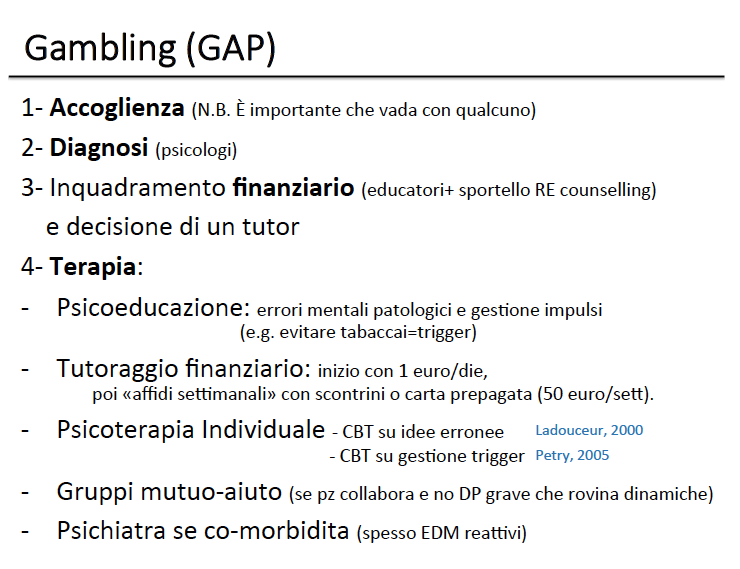 Gambling (GAP)
1- Accoglienza (N.B. È importante che vada con qualcuno)
2- Diagnosi (psicologi)
3- Inquadramento finanziario (educatori+ sportello RE counselling)
e decisione di un tutor
4- Terapia:
- Psicoeducazione: errori mentali patologici e gestione impulsi
(e.g. evitare tabaccai=trigger)
- Tutoraggio finanziario: inizio con 1 euro/die,
poi «affidi settimanali» con scontrini o carta prepagata (50 euro/sett).
- Psicoterapia Individuale - CBT su idee erronee Ladouceur, 2000
- CBT su gestione trigger Petry, 2005
- Gruppi mutuo-aiuto (se pz collabora e no DP grave che rovina dinamiche)
- Psichiatra se co-morbidita (spesso EDM reattivi)